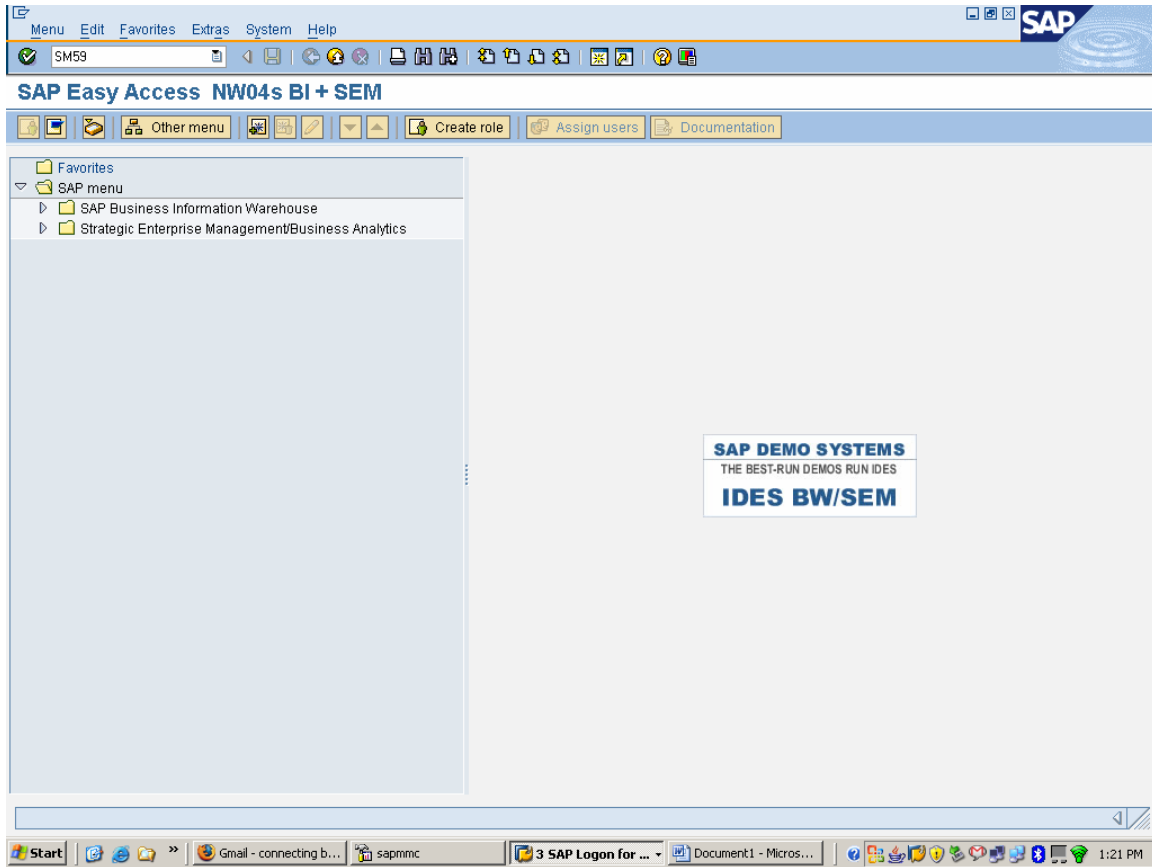 Menu Edit Favorites Extras System Help
SAP
SM59
SAP Easy Access NW04s BI + SEM
Other menu Create role Assign users Documentation
Favorites
SAP menu
SAP Business Information Warehouse
Strategic Enterprise Management/Business Analytics
SAP DEMO SYSTEMS
THE BEST-RUN DEMOS RUN IDES
IDES BW/SEM
Start » Gmail - connecting b... sapmmc 3 SAP Logon for ... Document1 - Micros... 1:21 PM